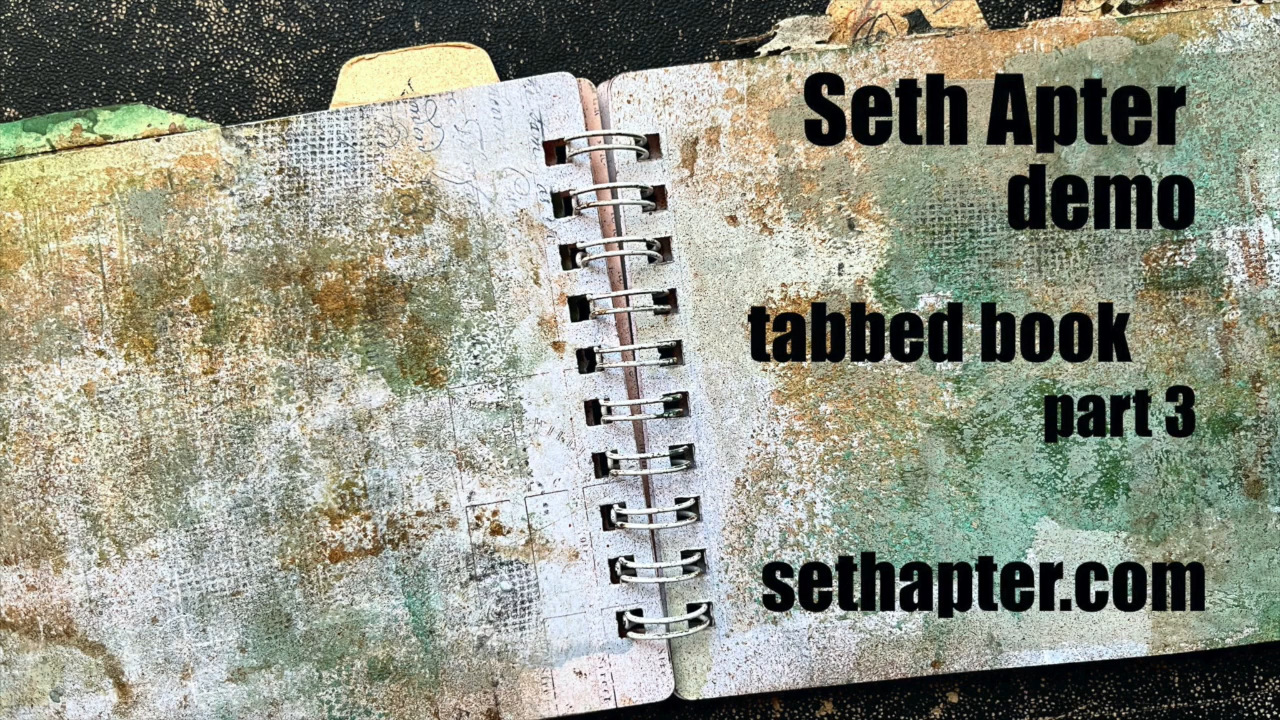 Seth Apter
demo
tabbed book
part 3
sethapter.com